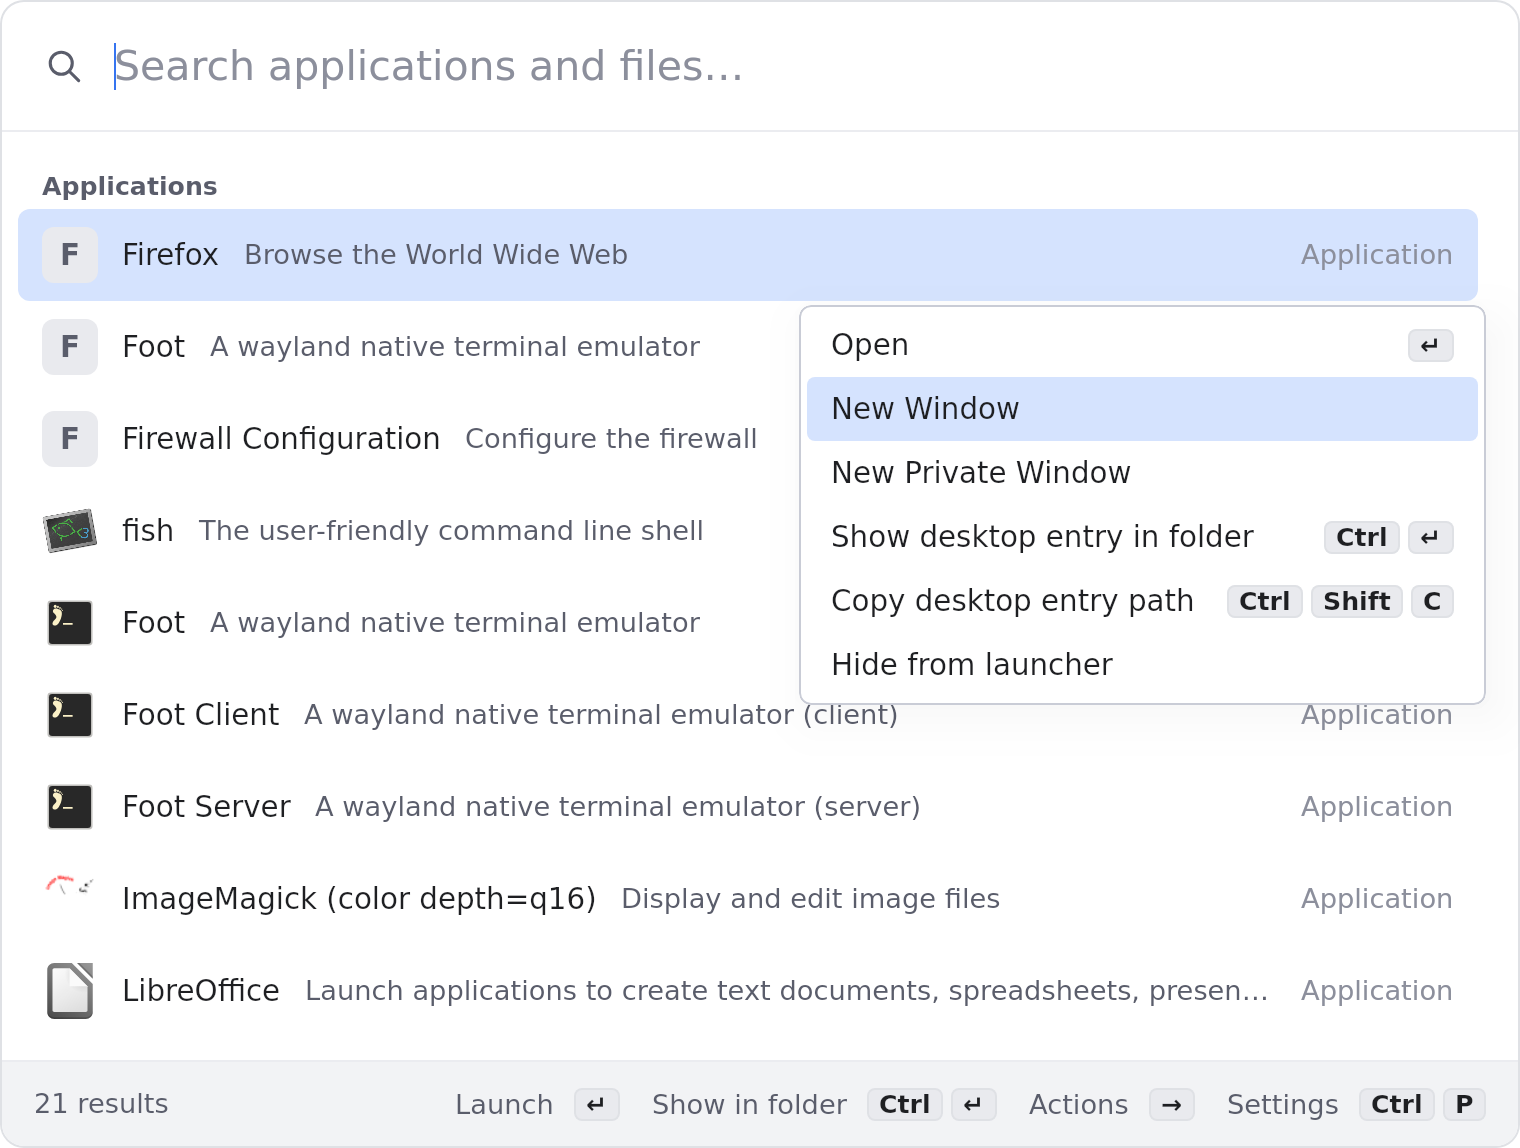 Search applications and files...
Applications
F Firefox Browse the World Wide Web Application
F Foot A wayland native terminal emulator
Open ↵
New Window
F Firewall Configuration Configure the firewall
New Private Window
fish The user-friendly command line shell
Show desktop entry in folder Ctrl ↵
Copy desktop entry path Ctrl Shift C
Foot A wayland native terminal emulator
Hide from launcher
Foot Client A wayland native terminal emulator (client) Application
Foot Server A wayland native terminal emulator (server) Application
ImageMagick (color depth=q16) Display and edit image files Application
LibreOffice Launch applications to create text documents, spreadsheets, presen... Application
21 results Launch ↵ Show in folder Ctrl ↵ Actions → Settings Ctrl P